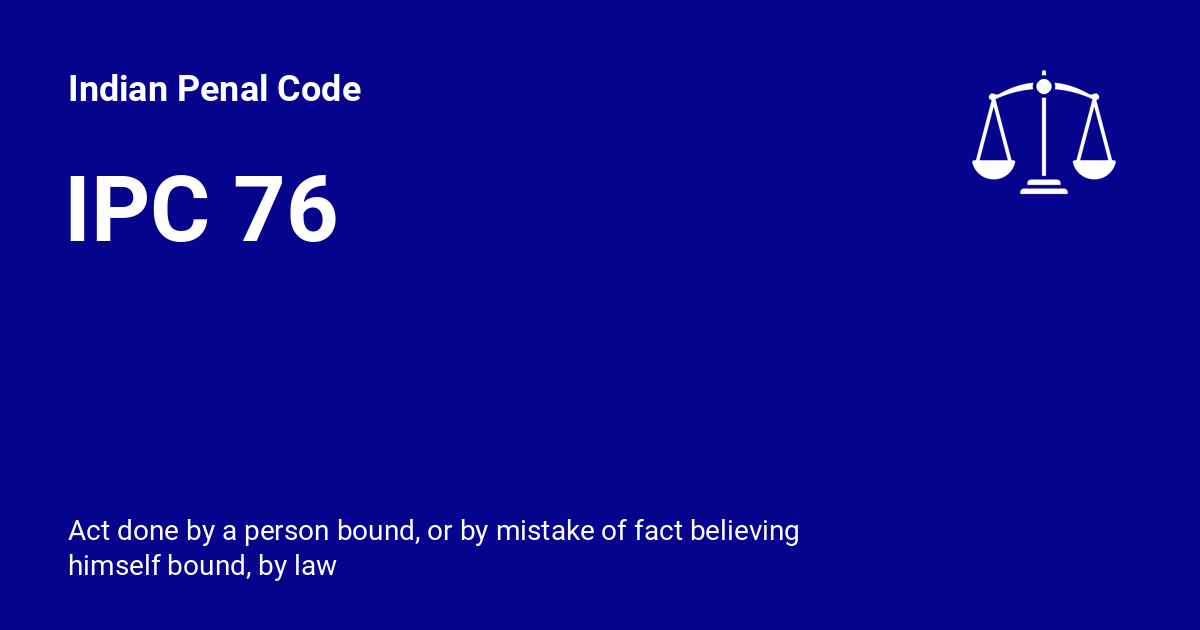 Indian Penal Code
IPC 76
Act done by a person bound, or by mistake of fact believing
himself bound, by law